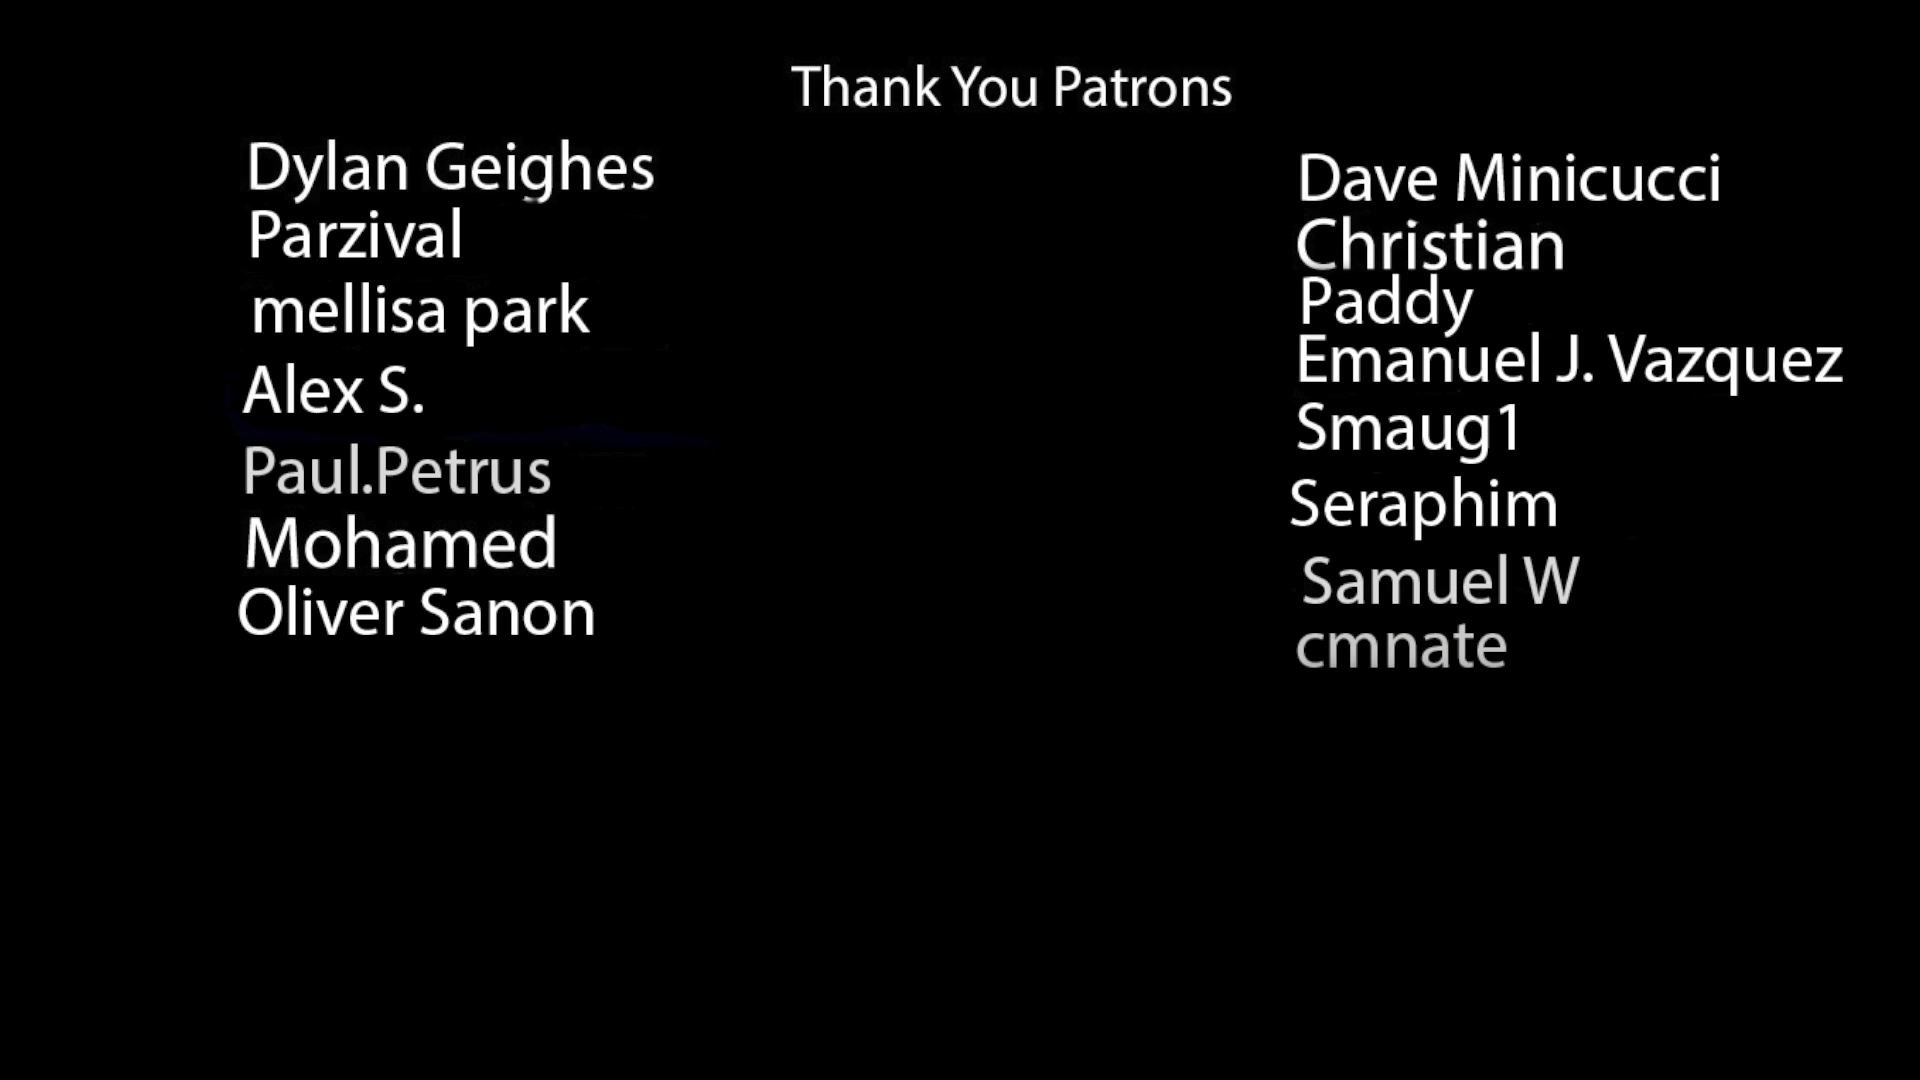 Thank You Patrons
Dylan Geighes
Parzival
mellisa park
Alex S.
Paul.Petrus
Mohamed
Oliver Sanon
Dave Minicucci
Christian
Paddy
Emanuel J. Vazquez
Smaug1
Seraphim
Samuel W
cmnate